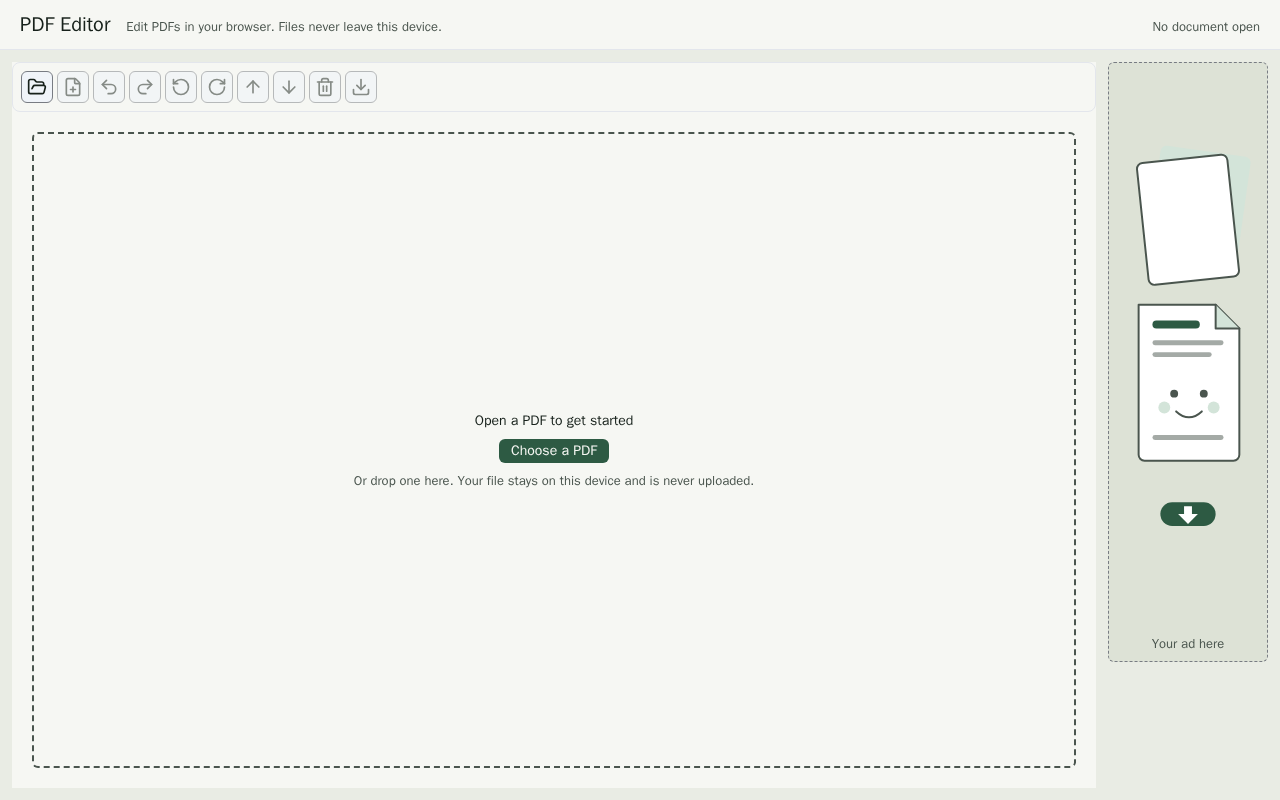 PDF Editor
Edit PDFs in your browser. Files never leave this device.
No document open
Open a PDF to get started
Choose a PDF
Or drop one here. Your file stays on this device and is never uploaded.
Your ad here